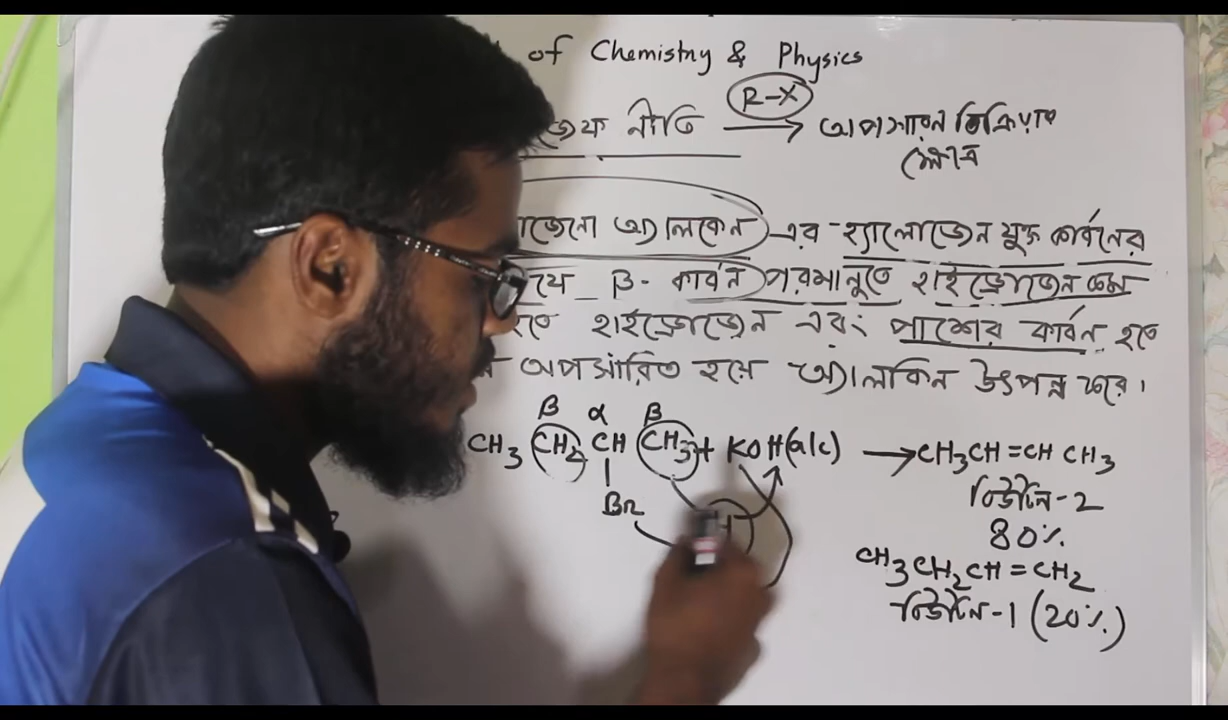 of Chemistry & Physics
R-X
নীতি → অপসারন বিক্রিয়ার
ক্ষেত্রে
অ্যালকেন এর হ্যালোজেন যুক্ত কার্বনের
β- কার্বন পরমানুতে হাইড্রোজেন কম
হতে হাইড্রোজেন এবং পাশের কার্বন হতে
অপসারিত হয়ে অ্যালকিন উৎপন্ন করে।
β α β
CH3 CH2 CH CH3 + KOH(alc) → CH3CH=CH CH3
Br
বিউটিন-2
80%
CH3CH2CH=CH2
বিউটিন-1 (20%)